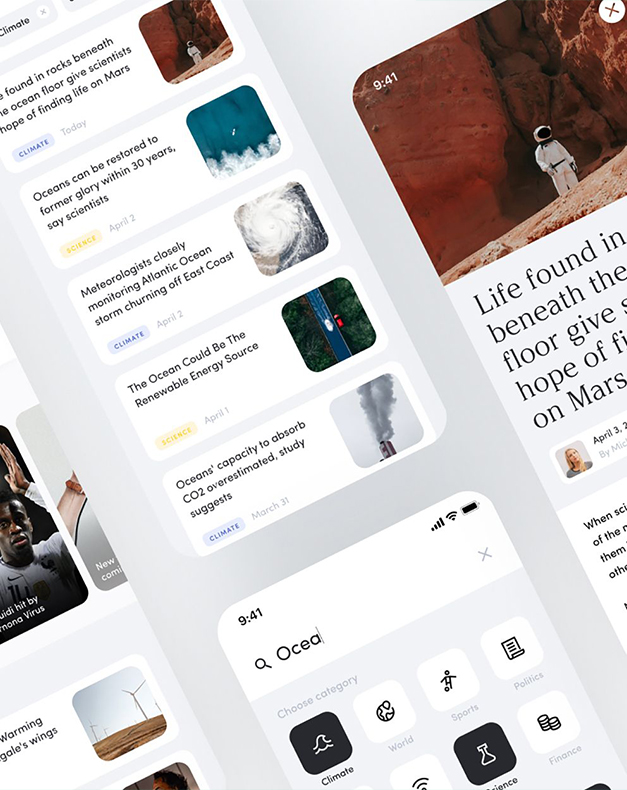 Climate
e found in rocks beneath
he ocean floor give scientists
hope of finding life on Mars
CLIMATE Today
Oceans can be restored to
former glory within 30 years,
say scientists
SCIENCE April 2
Meteorologists closely
monitoring Atlantic Ocean
storm churning off East Coast
CLIMATE April 2
The Ocean Could Be The
Renewable Energy Source
SCIENCE April 1
Oceans' capacity to absorb
CO2 overestimated, study
suggests
CLIMATE March 31
9:41
Life found in
beneath the
floor give s
hope of fi
on Mars
April 3, 2
By Mic
When sci
of the n
them
othe
uidi hit by
rnona Virus
New
comi
Warming
gale's wings
9:41
Ocea
Choose category
Climate
World
Sports
Politics
Science
Finance